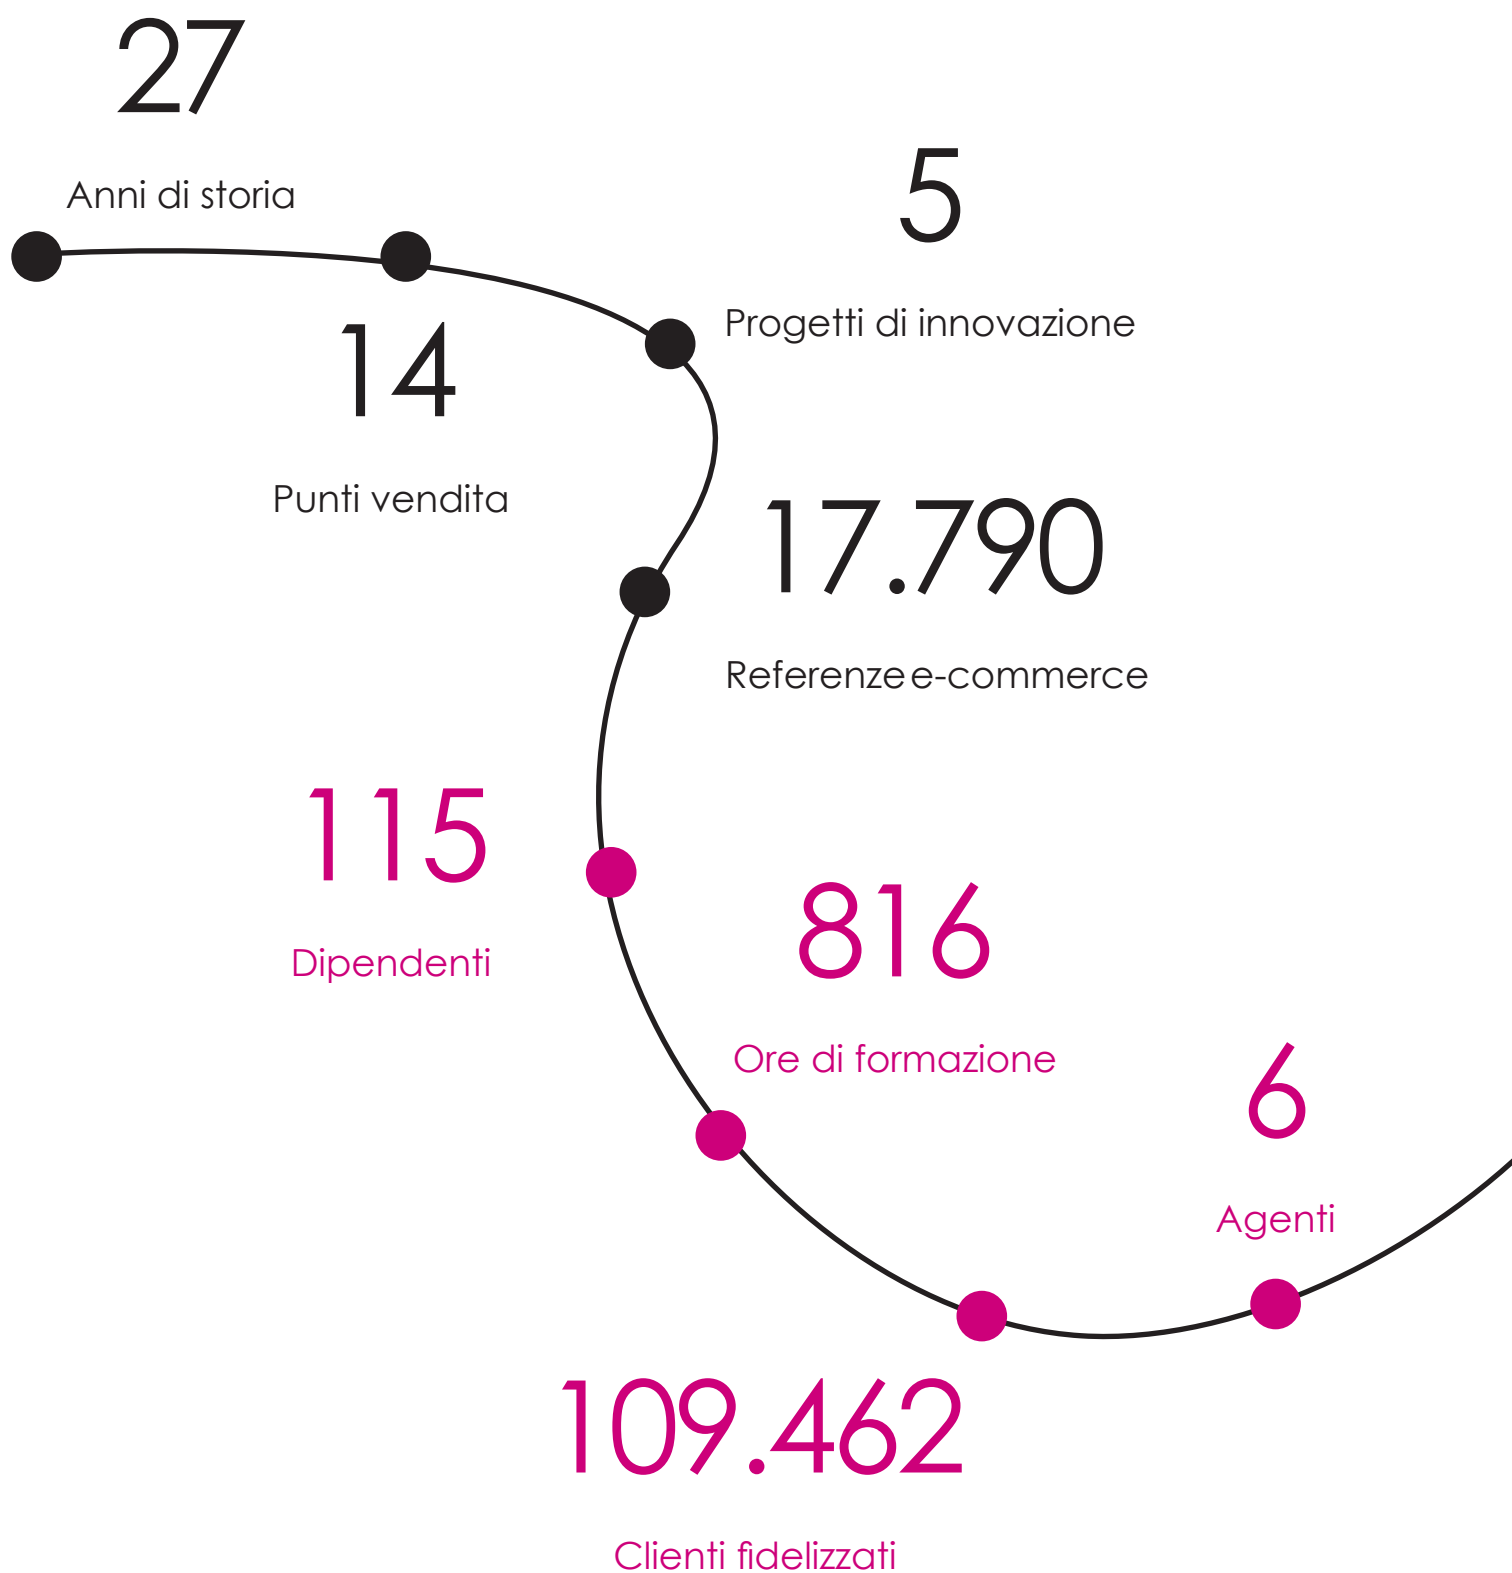 27
Anni di storia
14
Punti vendita
5
Progetti di innovazione
17.790
Referenze e-commerce
115
Dipendenti
816
Ore di formazione
6
Agenti
109.462
Clienti fidelizzati